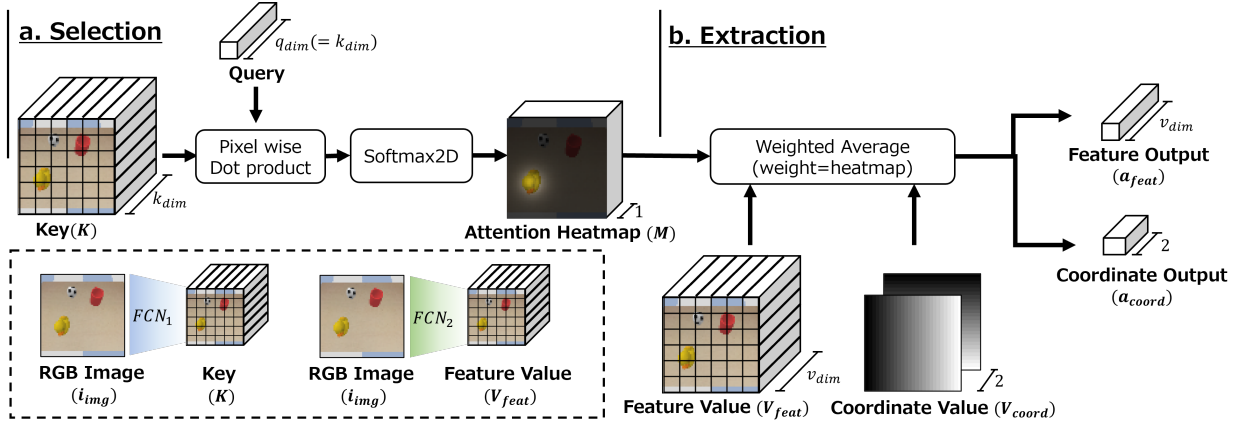 a. Selection
q_dim(= k_dim)
Query
Pixel wise
Dot product
Softmax2D
k_dim
Key(K)
1
Attention Heatmap (M)
b. Extraction
Weighted Average
(weight=heatmap)
v_dim
Feature Output
(a_feat)
2
Coordinate Output
(a_coord)
v_dim
Feature Value (V_feat)
2
Coordinate Value (V_coord)
FCN_1
RGB Image
(i_img)
Key
(K)
FCN_2
RGB Image
(i_img)
Feature Value
(V_feat)